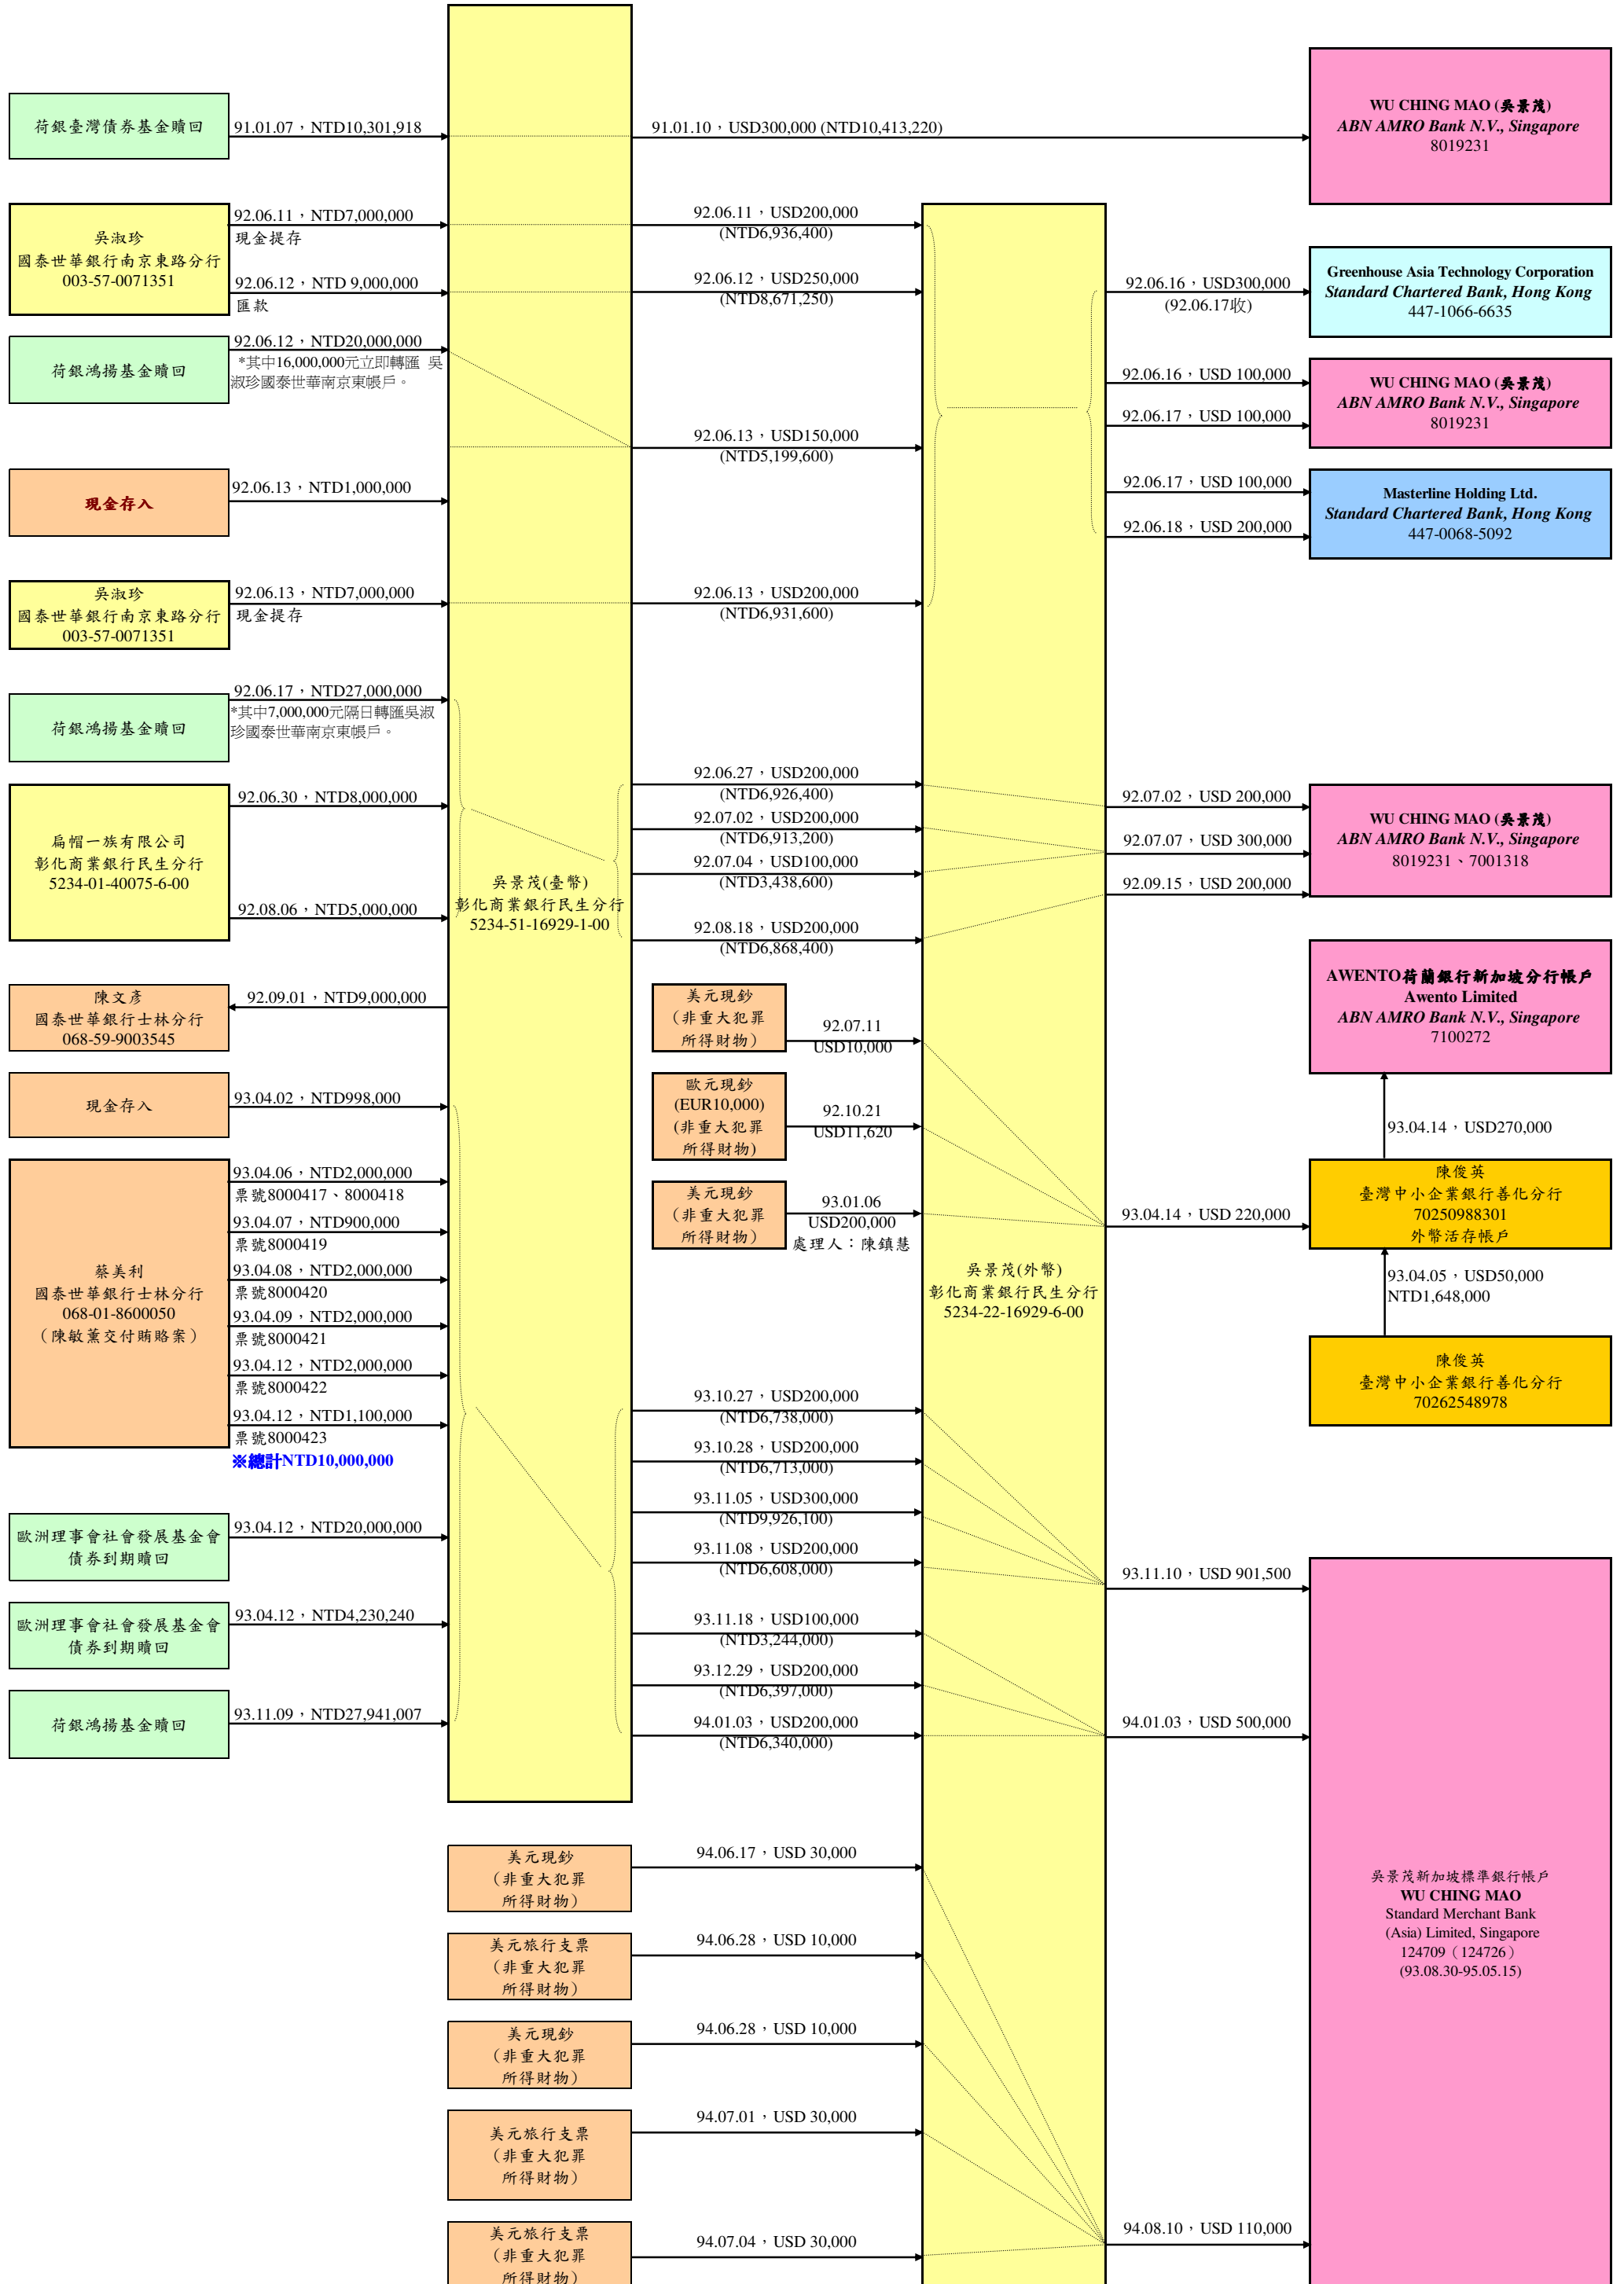 荷銀臺灣債券基金贖回
91.01.07，NTD10,301,918
91.01.10，USD300,000 (NTD10,413,220)
WU CHING MAO (吳景茂)
ABN AMRO Bank N.V., Singapore
8019231
吳淑珍
國泰世華銀行南京東路分行
003-57-0071351
92.06.11，NTD7,000,000
現金提存
92.06.12，NTD 9,000,000
匯款
92.06.11，USD200,000
(NTD6,936,400)
92.06.12，USD250,000
(NTD8,671,250)
92.06.16，USD300,000
(92.06.17收)
Greenhouse Asia Technology Corporation
Standard Chartered Bank, Hong Kong
447-1066-6635
荷銀鴻揚基金贖回
92.06.12，NTD20,000,000
*其中16,000,000元立即轉匯 吳
淑珍國泰世華南京東帳戶。
92.06.13，USD150,000
(NTD5,199,600)
92.06.16，USD 100,000
92.06.17，USD 100,000
WU CHING MAO (吳景茂)
ABN AMRO Bank N.V., Singapore
8019231
現金存入
92.06.13，NTD1,000,000
92.06.17，USD 100,000
92.06.18，USD 200,000
Masterline Holding Ltd.
Standard Chartered Bank, Hong Kong
447-0068-5092
吳淑珍
國泰世華銀行南京東路分行
003-57-0071351
92.06.13，NTD7,000,000
現金提存
92.06.13，USD200,000
(NTD6,931,600)
荷銀鴻揚基金贖回
92.06.17，NTD27,000,000
*其中7,000,000元隔日轉匯吳淑
珍國泰世華南京東帳戶。
扁帽一族有限公司
彰化商業銀行民生分行
5234-01-40075-6-00
92.06.30，NTD8,000,000
92.08.06，NTD5,000,000
吳景茂(臺幣)
彰化商業銀行民生分行
5234-51-16929-1-00
92.06.27，USD200,000
(NTD6,926,400)
92.07.02，USD200,000
(NTD6,913,200)
92.07.04，USD100,000
(NTD3,438,600)
92.08.18，USD200,000
(NTD6,868,400)
92.07.02，USD 200,000
92.07.07，USD 300,000
92.09.15，USD 200,000
WU CHING MAO (吳景茂)
ABN AMRO Bank N.V., Singapore
8019231、7001318
陳文彥
國泰世華銀行士林分行
068-59-9003545
92.09.01，NTD9,000,000
美元現鈔
（非重大犯罪
所得財物）
92.07.11
USD10,000
AWENTO荷蘭銀行新加坡分行帳戶
Awento Limited
ABN AMRO Bank N.V., Singapore
7100272
現金存入
93.04.02，NTD998,000
歐元現鈔
(EUR10,000)
(非重大犯罪
所得財物)
92.10.21
USD11,620
93.04.14，USD270,000
美元現鈔
（非重大犯罪
所得財物）
93.01.06
USD200,000
處理人：陳鎮慧
93.04.14，USD 220,000
陳俊英
臺灣中小企業銀行善化分行
70250988301
外幣活存帳戶
93.04.05，USD50,000
NTD1,648,000
陳俊英
臺灣中小企業銀行善化分行
70262548978
蔡美利
國泰世華銀行士林分行
068-01-8600050
（陳敏薰交付賄賂案）
93.04.06，NTD2,000,000
票號8000417、8000418
93.04.07，NTD900,000
票號8000419
93.04.08，NTD2,000,000
票號8000420
93.04.09，NTD2,000,000
票號8000421
93.04.12，NTD2,000,000
票號8000422
93.04.12，NTD1,100,000
票號8000423
※總計NTD10,000,000
吳景茂(外幣)
彰化商業銀行民生分行
5234-22-16929-6-00
93.10.27，USD200,000
(NTD6,738,000)
93.10.28，USD200,000
(NTD6,713,000)
93.11.05，USD300,000
(NTD9,926,100)
93.11.08，USD200,000
(NTD6,608,000)
93.11.10，USD 901,500
歐洲理事會社會發展基金會
債券到期贖回
93.04.12，NTD20,000,000
歐洲理事會社會發展基金會
債券到期贖回
93.04.12，NTD4,230,240
93.11.18，USD100,000
(NTD3,244,000)
93.12.29，USD200,000
(NTD6,397,000)
荷銀鴻揚基金贖回
93.11.09，NTD27,941,007
94.01.03，USD200,000
(NTD6,340,000)
94.01.03，USD 500,000
吳景茂新加坡標準銀行帳戶
WU CHING MAO
Standard Merchant Bank
(Asia) Limited, Singapore
124709（124726）
(93.08.30-95.05.15)
美元現鈔
（非重大犯罪
所得財物）
94.06.17，USD 30,000
美元旅行支票
（非重大犯罪
所得財物）
94.06.28，USD 10,000
美元現鈔
（非重大犯罪
所得財物）
94.06.28，USD 10,000
美元旅行支票
（非重大犯罪
所得財物）
94.07.01，USD 30,000
美元旅行支票
（非重大犯罪
所得財物）
94.07.04，USD 30,000
94.08.10，USD 110,000